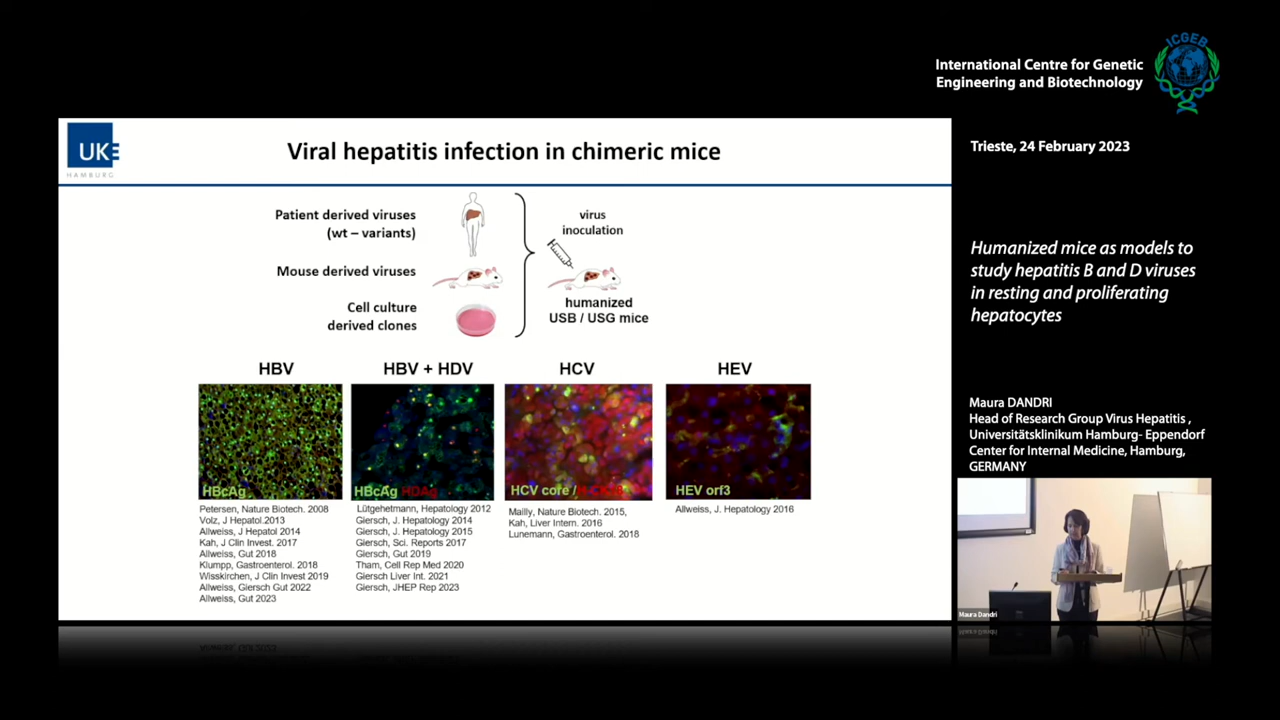 International Centre for Genetic
Engineering and Biotechnology
ICGEB
Trieste, 24 February 2023
UKE
HAMBURG
Viral hepatitis infection in chimeric mice
Patient derived viruses
(wt – variants)
Mouse derived viruses
Cell culture
derived clones
virus
inoculation
humanized
USB / USG mice
HBV
HBV + HDV
HCV
HEV
HBcAg
HBcAg HDAg
HCV core /
HEV orf3
Petersen, Nature Biotech. 2008
Volz, J Hepatol.2013
Allweiss, J Hepatol 2014
Kah, J Clin Invest. 2017
Allweiss, Gut 2018
Klumpp, Gastroenterol. 2018
Wisskirchen, J Clin Invest 2019
Allweiss, Giersch Gut 2022
Allweiss, Gut 2023
Lütgehetmann, Hepatology 2012
Giersch, J. Hepatology 2014
Giersch, J. Hepatology 2015
Giersch, Sci. Reports 2017
Giersch, Gut 2019
Tham, Cell Rep Med 2020
Giersch Liver Int. 2021
Giersch, JHEP Rep 2023
Mailly, Nature Biotech. 2015,
Kah, Liver Intern. 2016
Lunemann, Gastroenterol. 2018
Allweiss, J. Hepatology 2016
Humanized mice as models to
study hepatitis B and D viruses
in resting and proliferating
hepatocytes
Maura DANDRI
Head of Research Group Virus Hepatitis ,
Universitätsklinikum Hamburg- Eppendorf
Center for Internal Medicine, Hamburg,
GERMANY
Maura Dandri